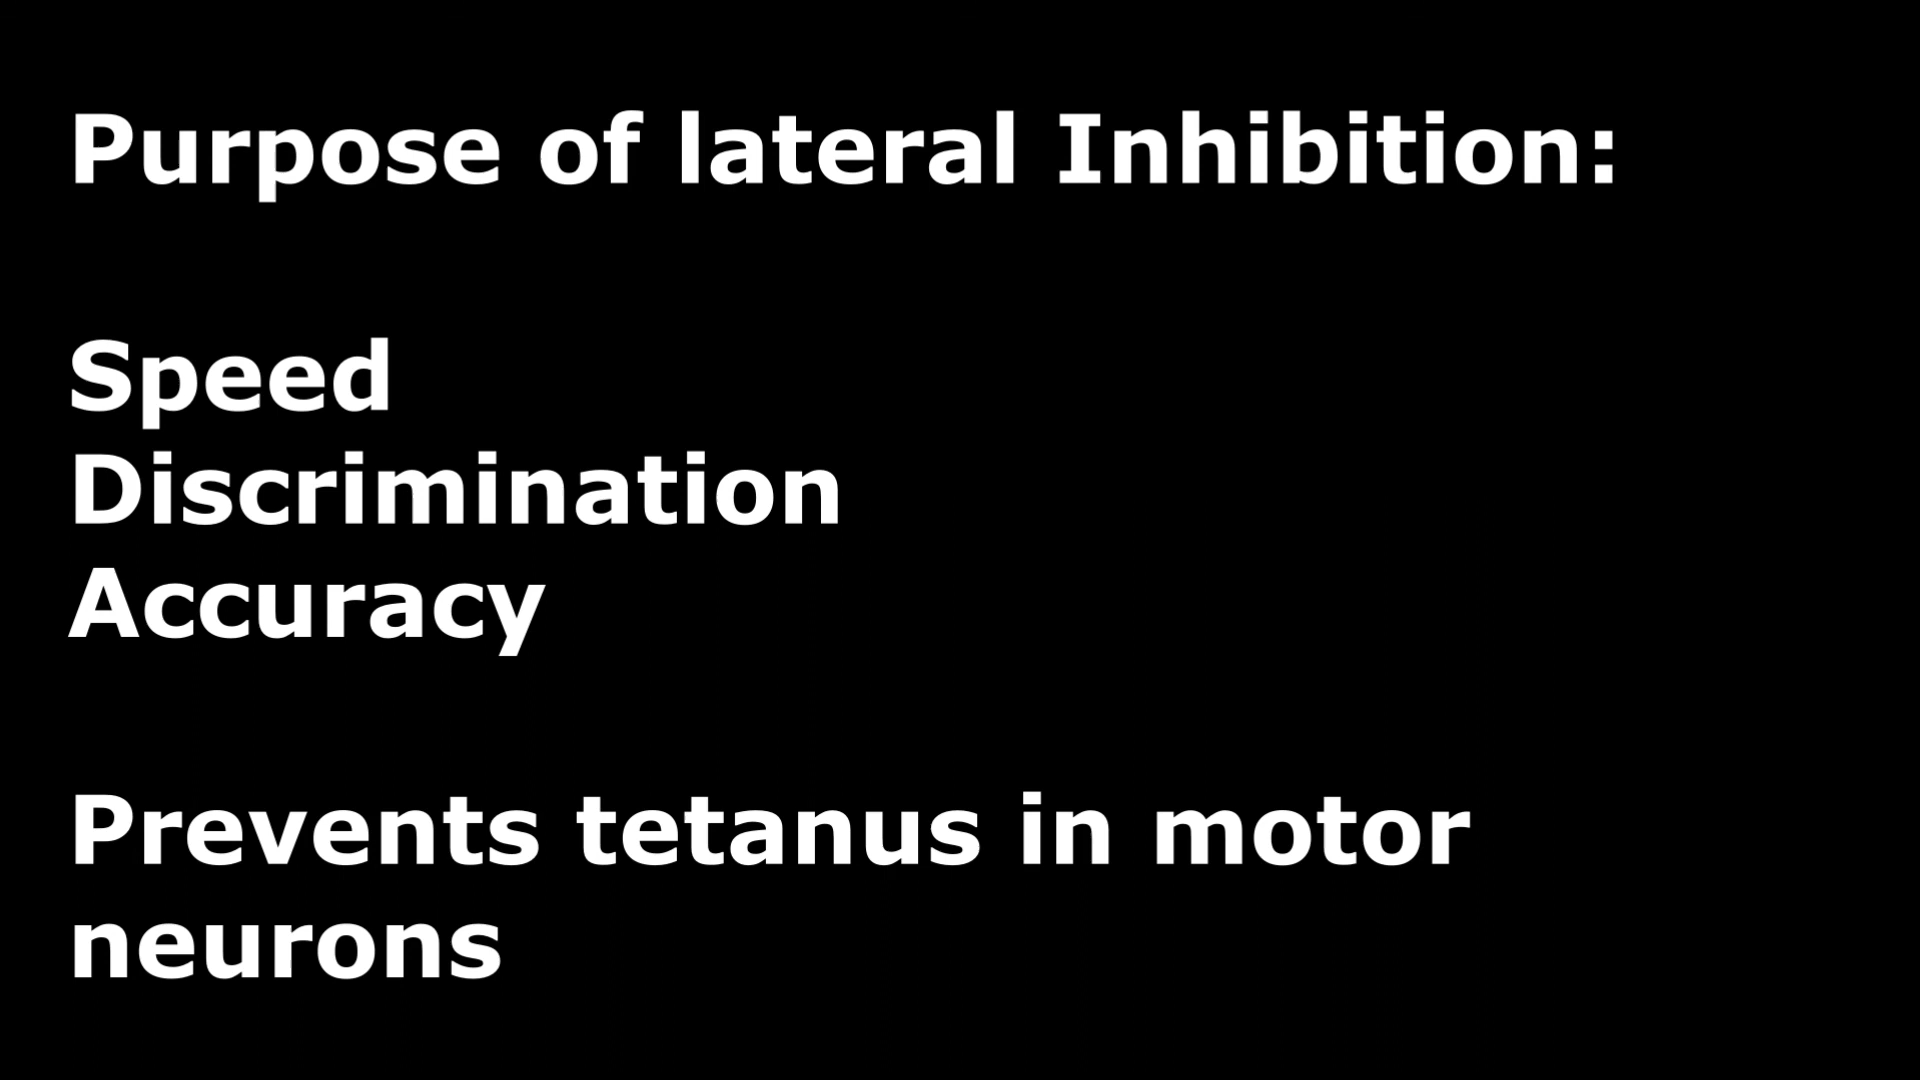 Purpose of lateral Inhibition:
Speed
Discrimination
Accuracy
Prevents tetanus in motor
neurons